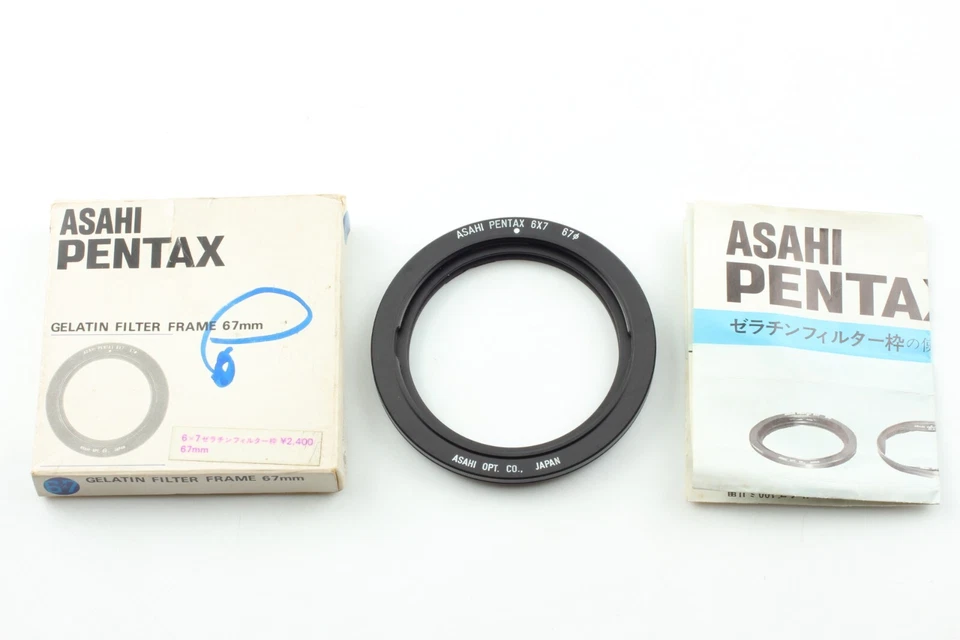 ASAHI
PENTAX
GELATIN FILTER FRAME 67mm
6×7ゼラチンフィルター枠 ¥2,400
67mm
67
GELATIN FILTER FRAME 67mm
ASAHI PENTAX 6X7 67φ
ASAHI OPT. CO., JAPAN
ASAHI
PENTA
ゼラチンフィルター枠の